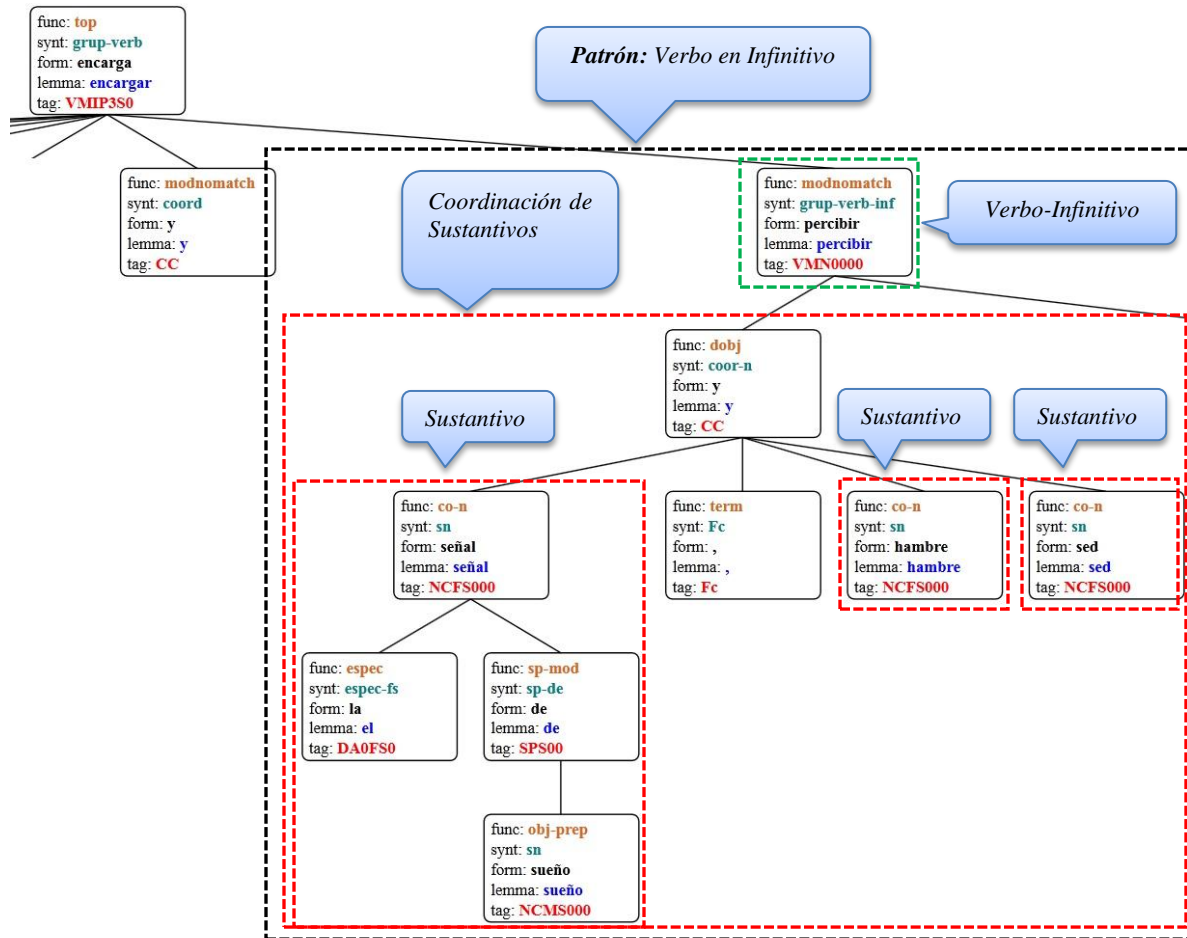 func: top
synt: grup-verb
form: encarga
lemma: encargar
tag: VMIP3S0
Patrón: Verbo en Infinitivo
func: modnomatch
synt: coord
form: y
lemma: y
tag: CC
Coordinación de
Sustantivos
func: modnomatch
synt: grup-verb-inf
form: percibir
lemma: percibir
tag: VMN0000
Verbo-Infinitivo
func: dobj
synt: coor-n
form: y
lemma: y
tag: CC
Sustantivo
Sustantivo
Sustantivo
func: co-n
synt: sn
form: señal
lemma: señal
tag: NCFS000
func: term
synt: Fc
form: ,
lemma: ,
tag: Fc
func: co-n
synt: sn
form: hambre
lemma: hambre
tag: NCFS000
func: co-n
synt: sn
form: sed
lemma: sed
tag: NCFS000
func: espec
synt: espec-fs
form: la
lemma: el
tag: DA0FS0
func: sp-mod
synt: sp-de
form: de
lemma: de
tag: SPS00
func: obj-prep
synt: sn
form: sueño
lemma: sueño
tag: NCMS000